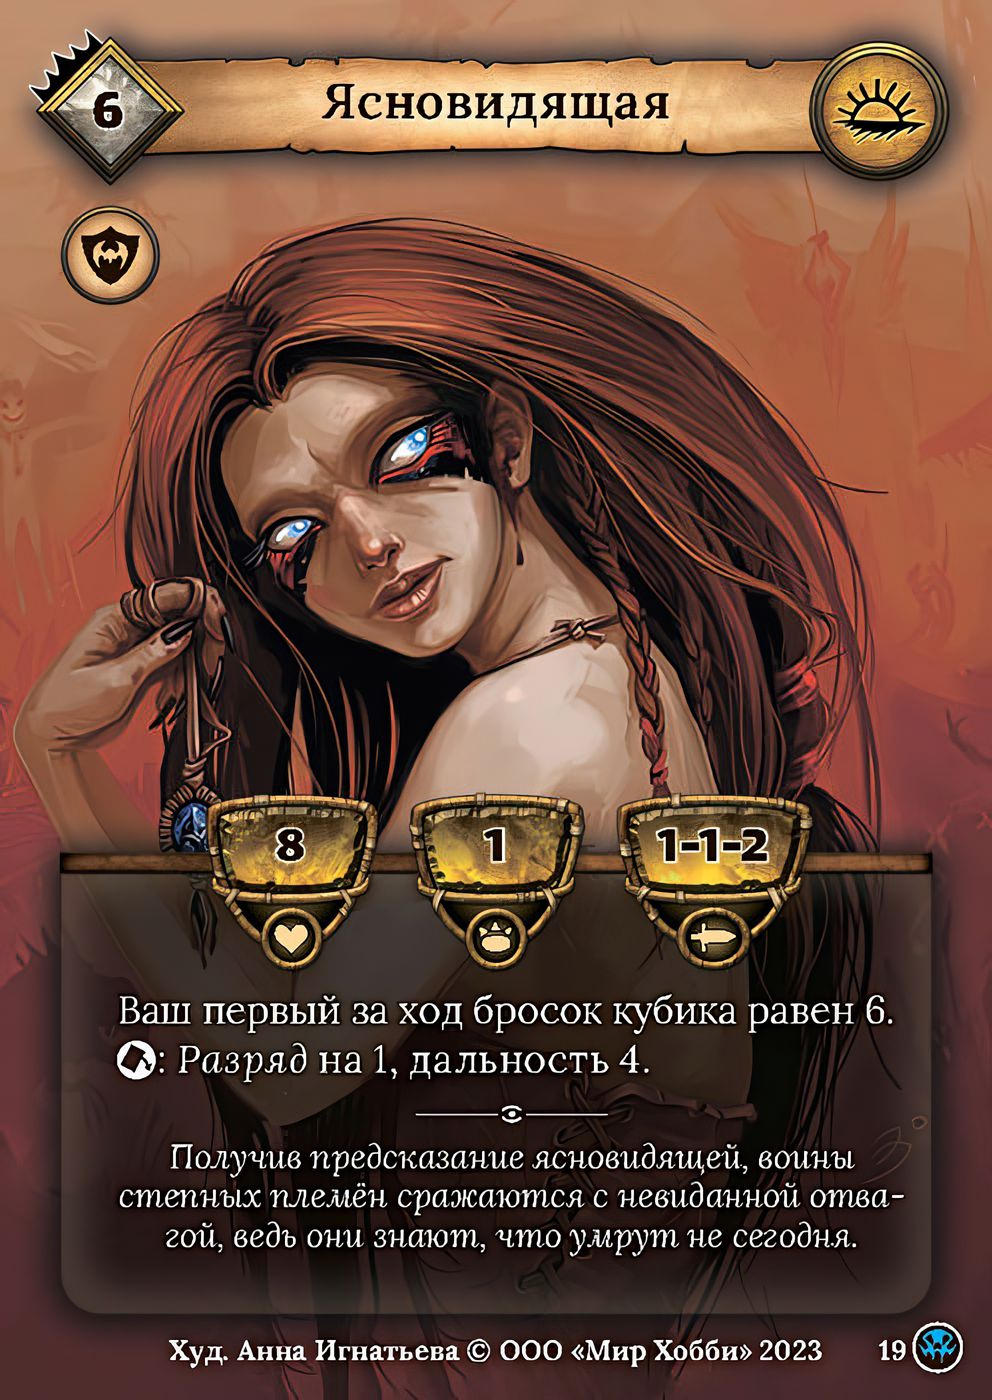 6
Ясновидящая
8
1
1-1-2
Ваш первый за ход бросок кубика равен 6.
: Разряд на 1, дальность 4.
Получив предсказание ясновидящей, воины
степных племён сражаются с невиданной отва-
гой, ведь они знают, что умрут не сегодня.
Худ. Анна Игнатьева © ООО «Мир Хобби» 2023
19